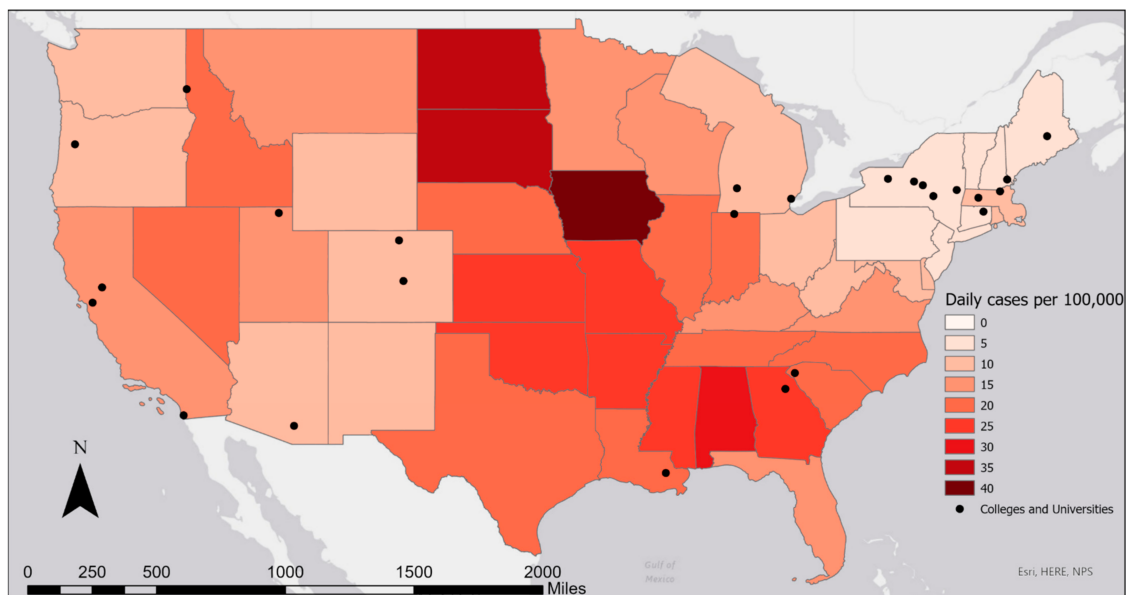 Daily cases per 100,000
0
5
10
15
20
25
30
35
40
Colleges and Universities
N
0 250 500 1000 1500 2000
Miles
Gulf of
Mexico
Esri, HERE, NPS